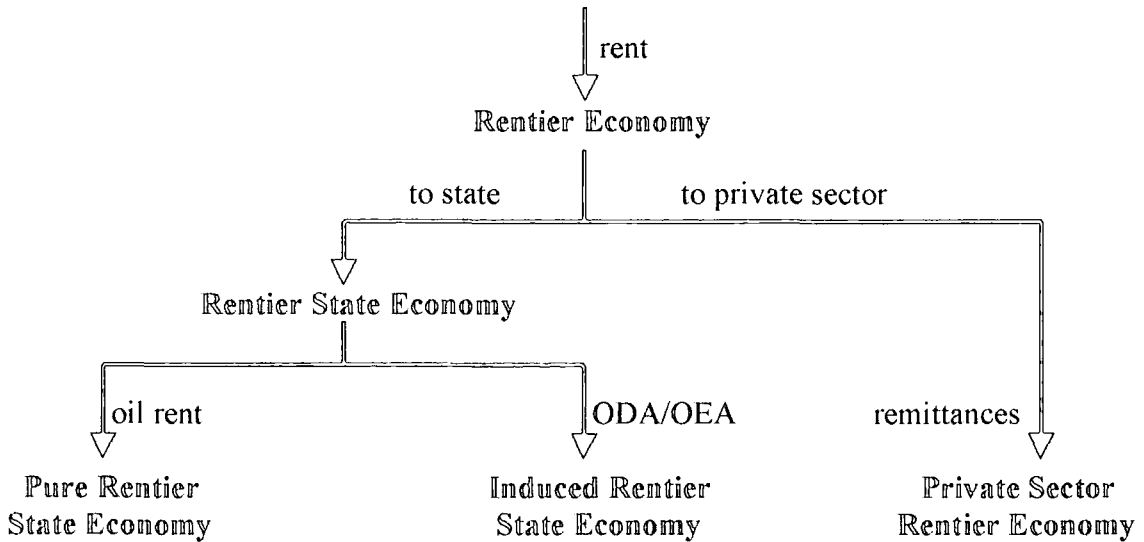 rent
Rentier Economy
to state
to private sector
Rentier State Economy
oil rent
ODA/OEA
remittances
Pure Rentier
State Economy
Induced Rentier
State Economy
Private Sector
Rentier Economy